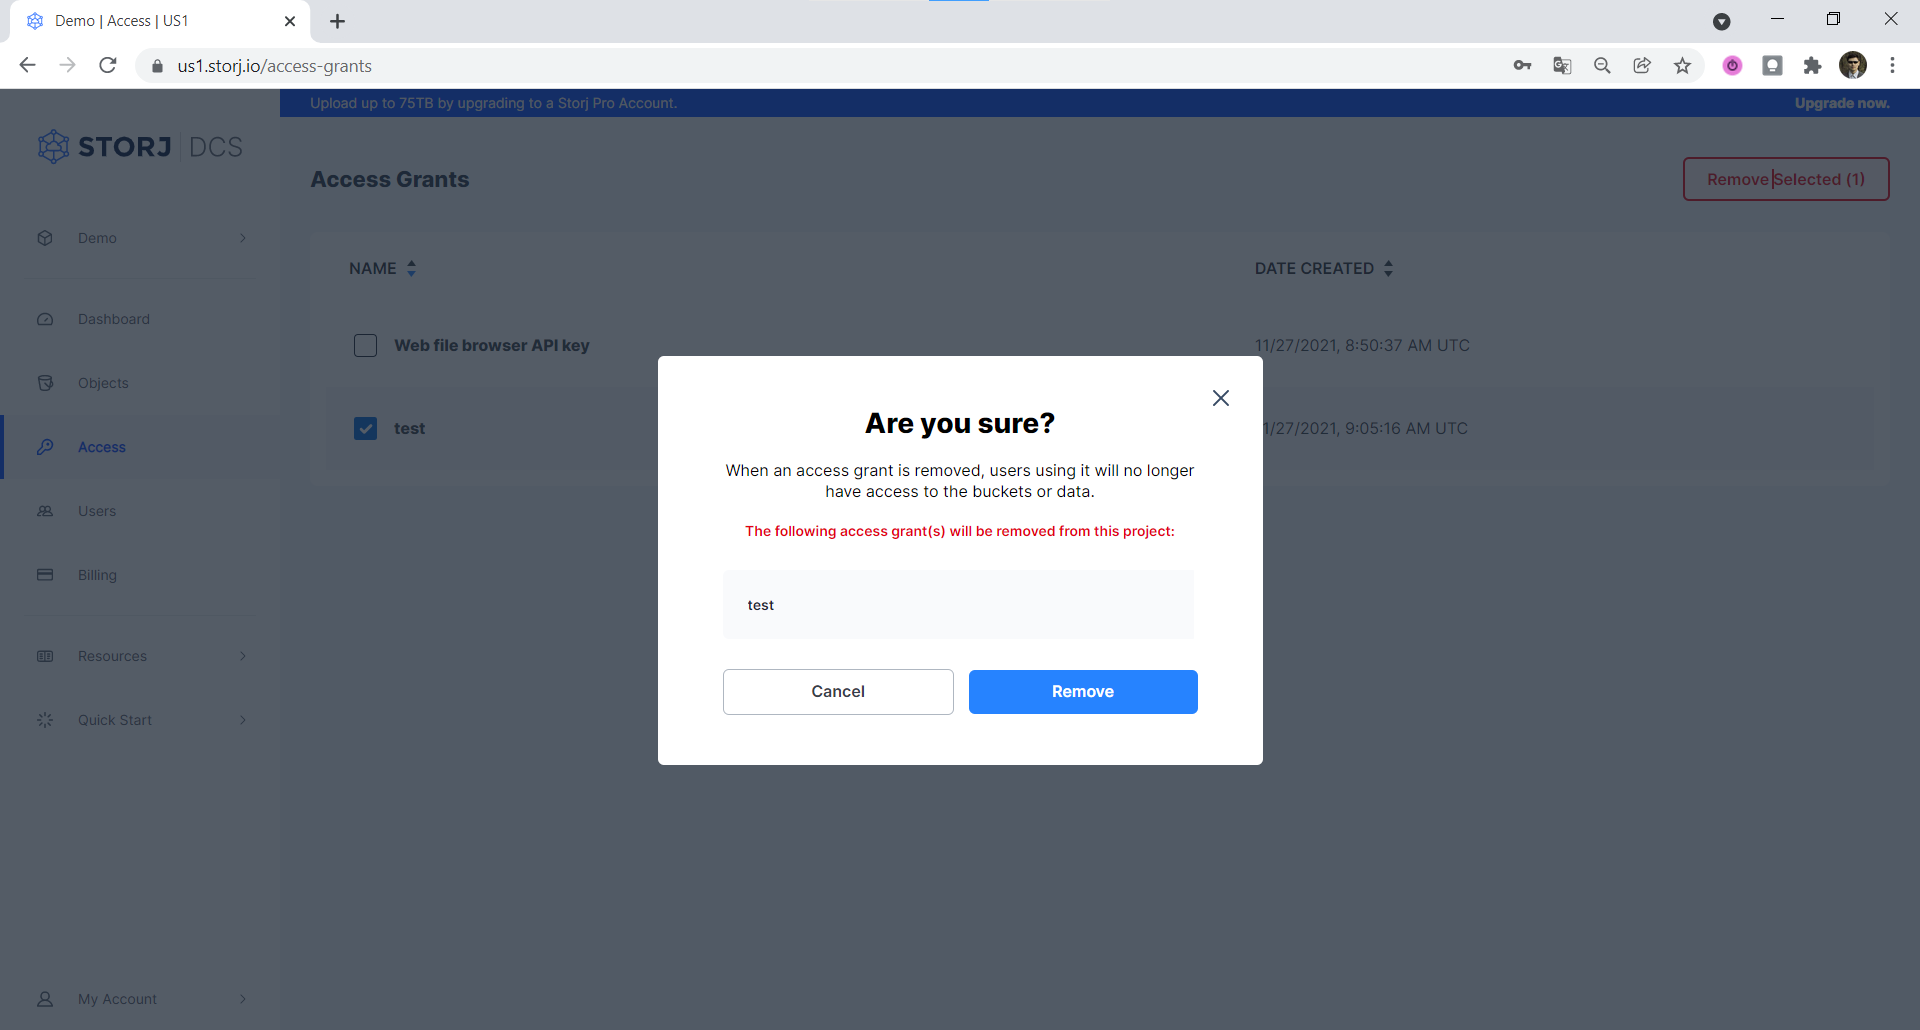 Demo | Access | US1
us1.storj.io/access-grants
Upload up to 75TB by upgrading to a Storj Pro Account.
Upgrade now.
STORJ DCS
Access Grants
Remove Selected (1)
Demo
NAME
DATE CREATED
Dashboard
Web file browser API key
11/27/2021, 8:50:37 AM UTC
Objects
test
1/27/2021, 9:05:16 AM UTC
Access
Users
Billing
Resources
Quick Start
My Account
Are you sure?
When an access grant is removed, users using it will no longer
have access to the buckets or data.
The following access grant(s) will be removed from this project:
test
Cancel
Remove